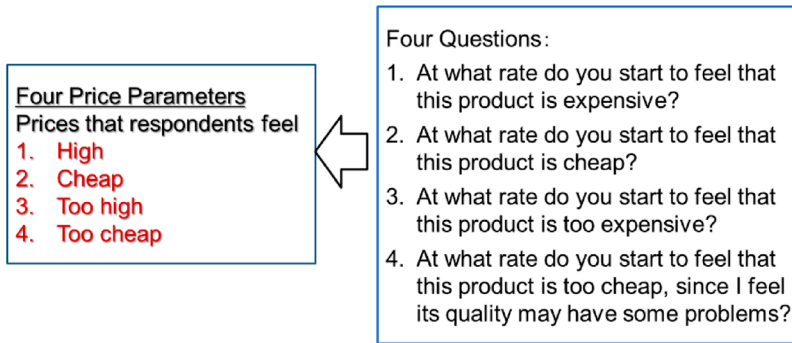 Four Price Parameters
Prices that respondents feel
1. High
2. Cheap
3. Too high
4. Too cheap
Four Questions:
1. At what rate do you start to feel that
this product is expensive?
2. At what rate do you start to feel that
this product is cheap?
3. At what rate do you start to feel that
this product is too expensive?
4. At what rate do you start to feel that
this product is too cheap, since I feel
its quality may have some problems?